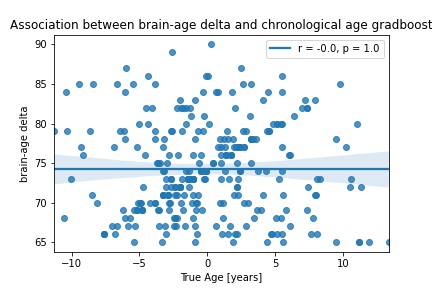 Association between brain-age delta and chronological age gradboost
r = -0.0, p = 1.0
90
85
80
75
70
65
brain-age delta
−10 −5 0 5 10
True Age [years]